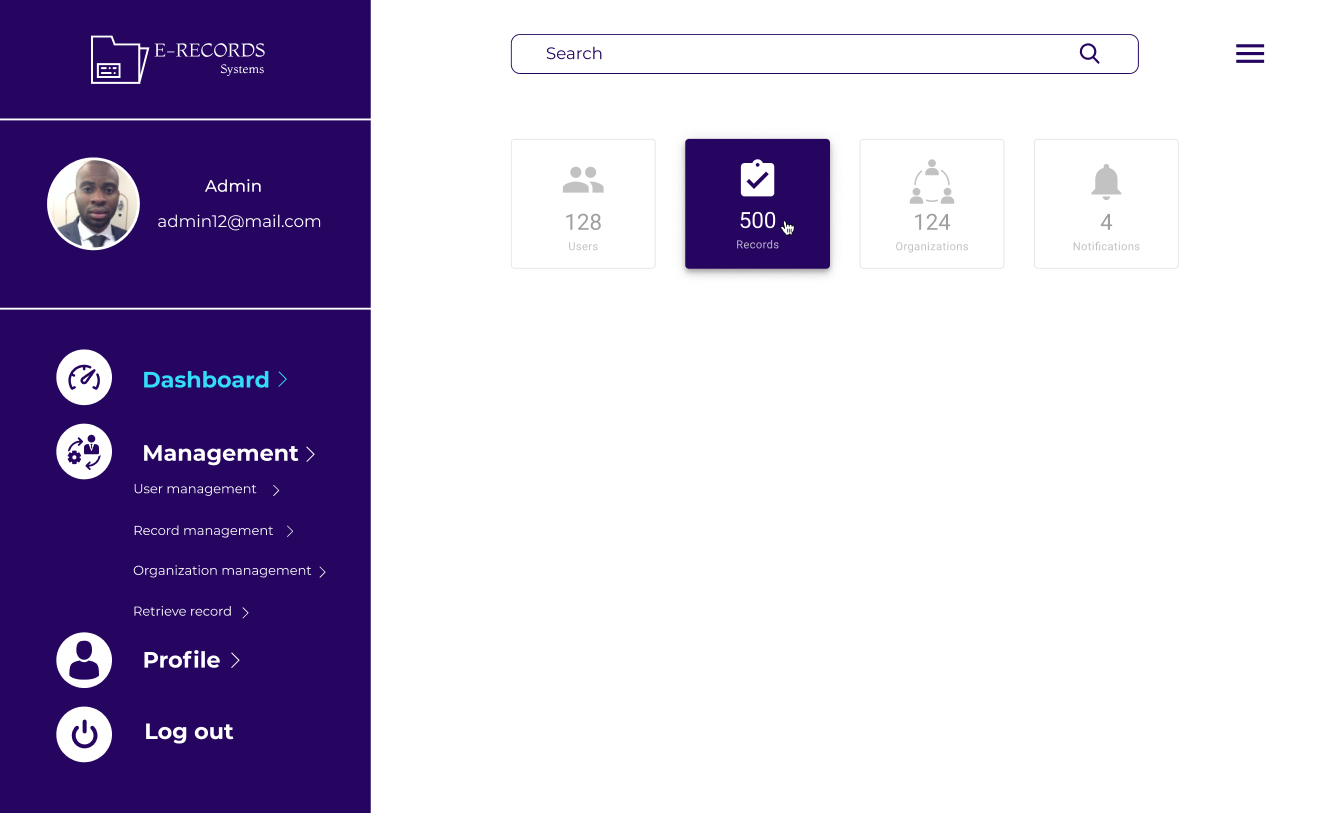 E-RECORDS
Systems
Admin
admin12@mail.com
Dashboard
Management
User management
Record management
Organization management
Retrieve record
Profile
Log out
Search
128
Users
500
Records
124
Organizations
4
Notifications